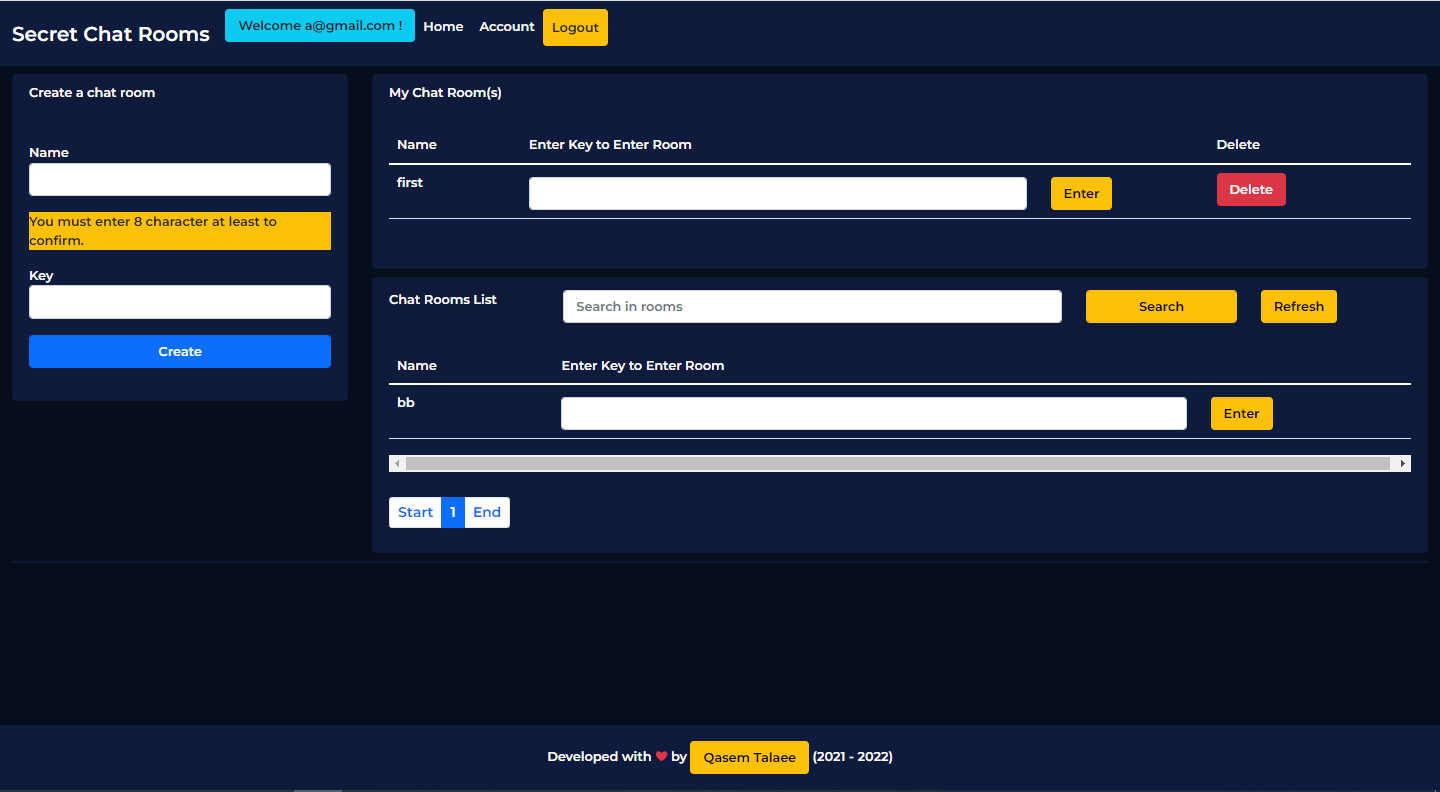 Secret Chat Rooms Welcome a@gmail.com ! Home Account Logout
Create a chat room
Name
You must enter 8 character at least to
confirm.
Key
Create
My Chat Room(s)
Name Enter Key to Enter Room Delete
first Enter Delete
Chat Rooms List Search in rooms Search Refresh
Name Enter Key to Enter Room
bb Enter
Start 1 End
Developed with ❤ by Qasem Talaee (2021 - 2022)